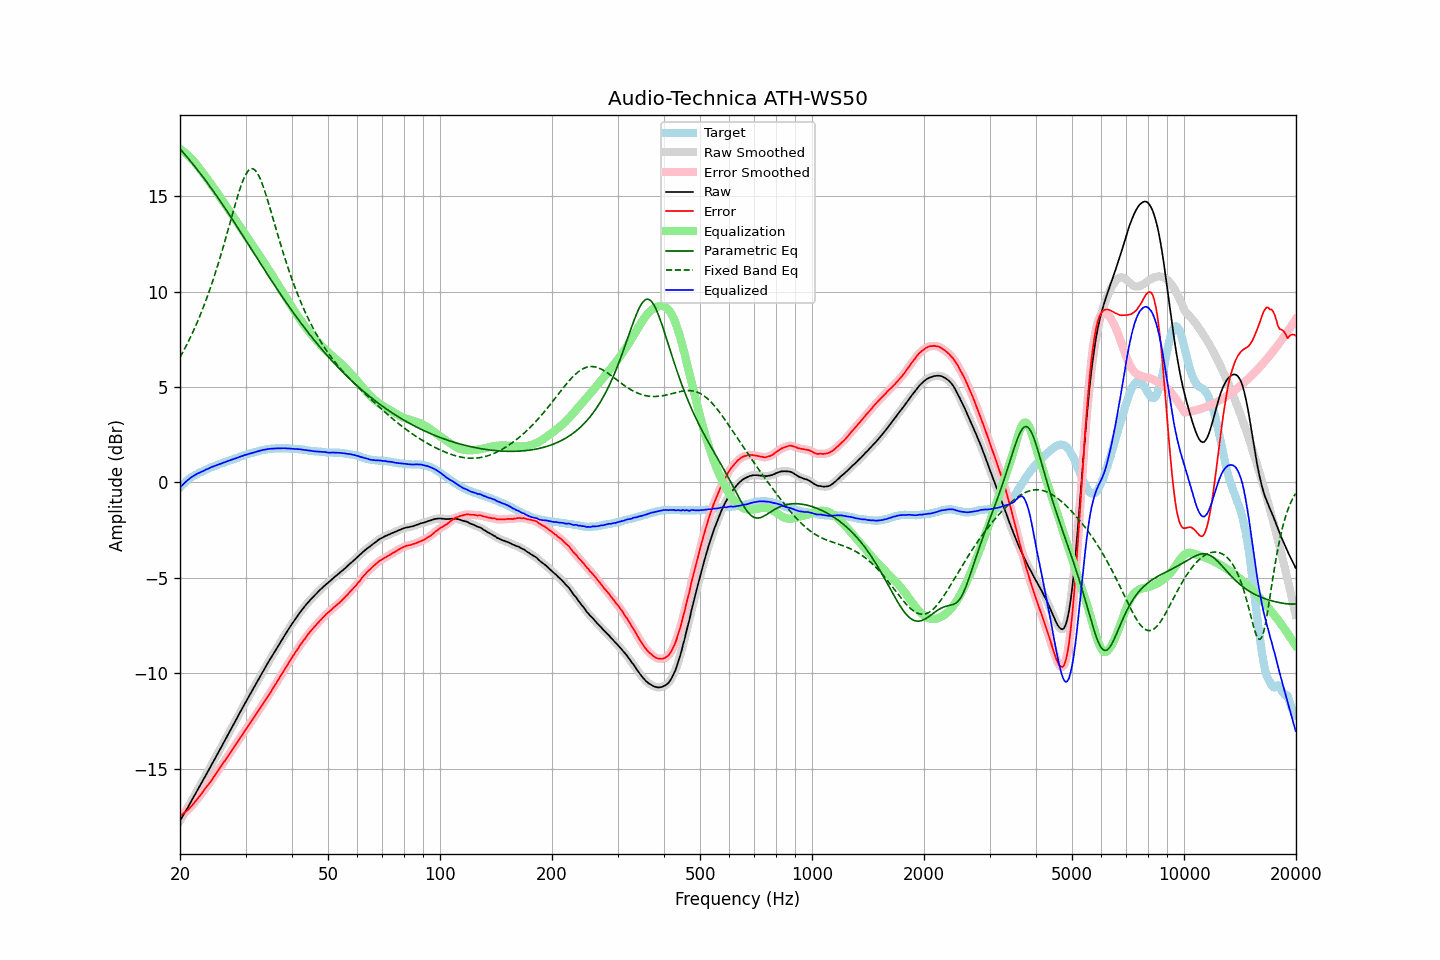 Audio-Technica ATH-WS50
Target
Raw Smoothed
Error Smoothed
Raw
Error
Equalization
Parametric Eq
Fixed Band Eq
Equalized
Amplitude (dBr)
15
10
5
0
−5
−10
−15
20 50 100 200 500 1000 2000 5000 10000 20000
Frequency (Hz)